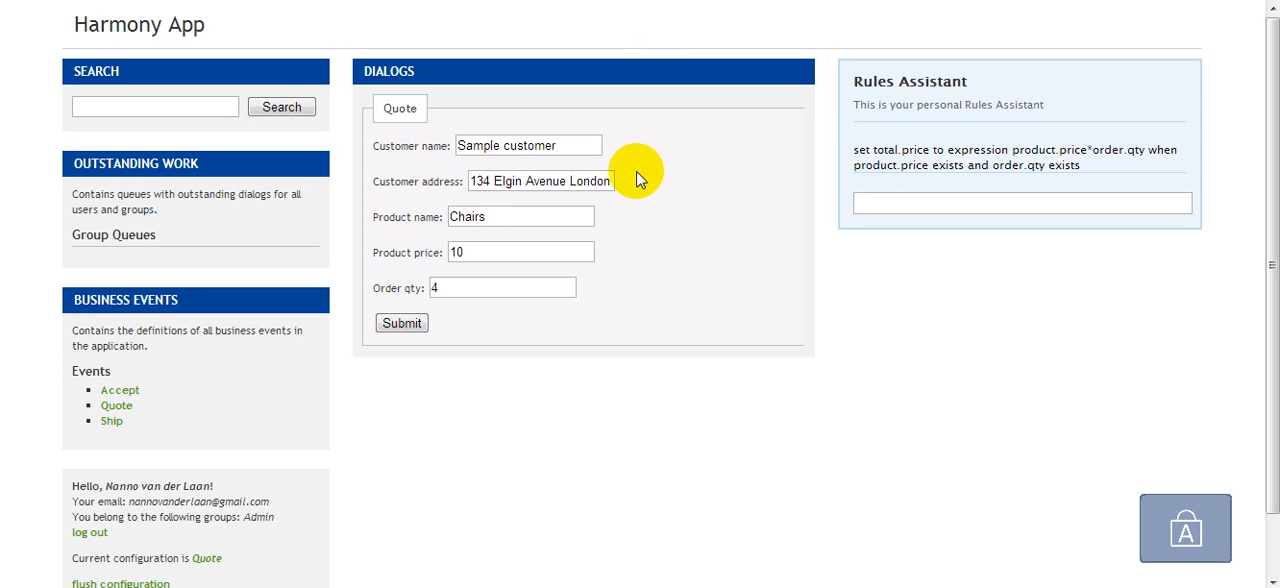 Harmony App
SEARCH
Search
OUTSTANDING WORK
Contains queues with outstanding dialogs for all
users and groups.
Group Queues
BUSINESS EVENTS
Contains the definitions of all business events in
the application.
Events
Accept
Quote
Ship
Hello, Nanno van der Laan!
Your email: nannovanderlaan@gmail.com
You belong to the following groups: Admin
log out
Current configuration is Quote
flush configuration
DIALOGS
Quote
Customer name: Sample customer
Customer address: 134 Elgin Avenue London
Product name: Chairs
Product price: 10
Order qty: 4
Submit
Rules Assistant
This is your personal Rules Assistant
set total.price to expression product.price*order.qty when
product.price exists and order.qty exists
A